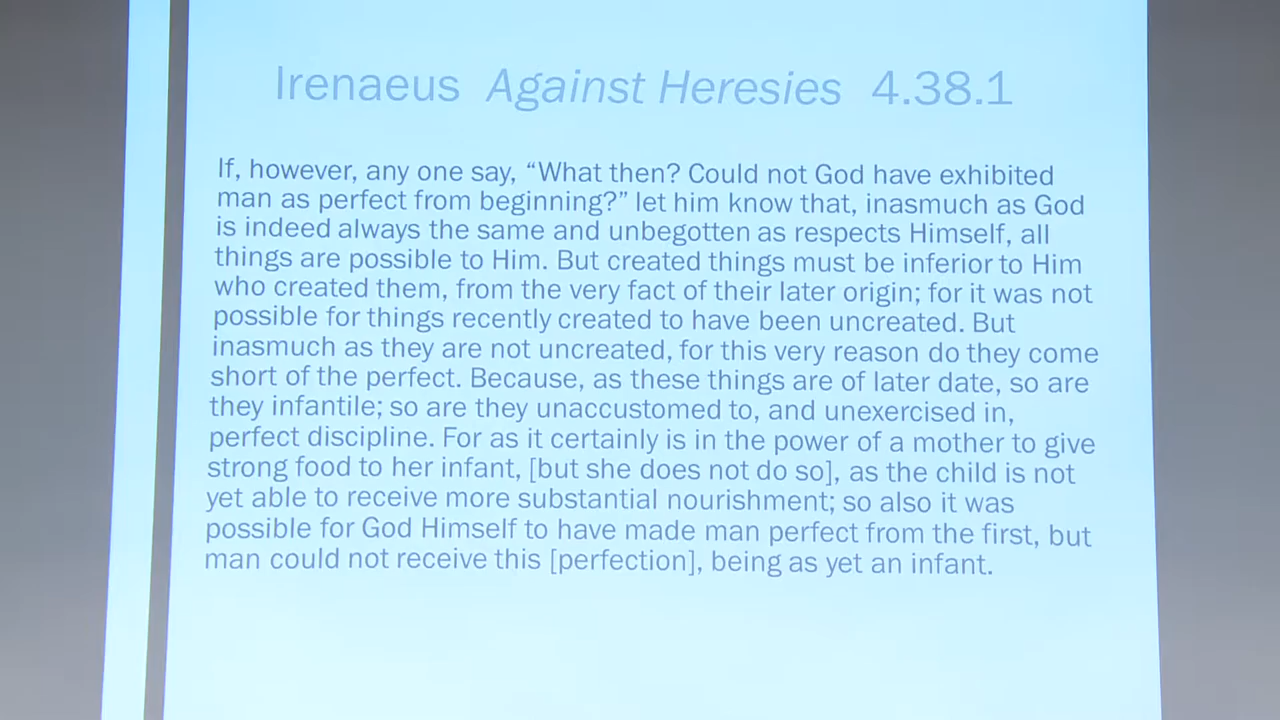 Irenaeus Against Heresies 4.38.1
If, however, any one say, “What then? Could not God have exhibited
man as perfect from beginning?” let him know that, inasmuch as God
is indeed always the same and unbegotten as respects Himself, all
things are possible to Him. But created things must be inferior to Him
who created them, from the very fact of their later origin; for it was not
possible for things recently created to have been uncreated. But
inasmuch as they are not uncreated, for this very reason do they come
short of the perfect. Because, as these things are of later date, so are
they infantile; so are they unaccustomed to, and unexercised in,
perfect discipline. For as it certainly is in the power of a mother to give
strong food to her infant, [but she does not do so], as the child is not
yet able to receive more substantial nourishment; so also it was
possible for God Himself to have made man perfect from the first, but
man could not receive this [perfection], being as yet an infant.